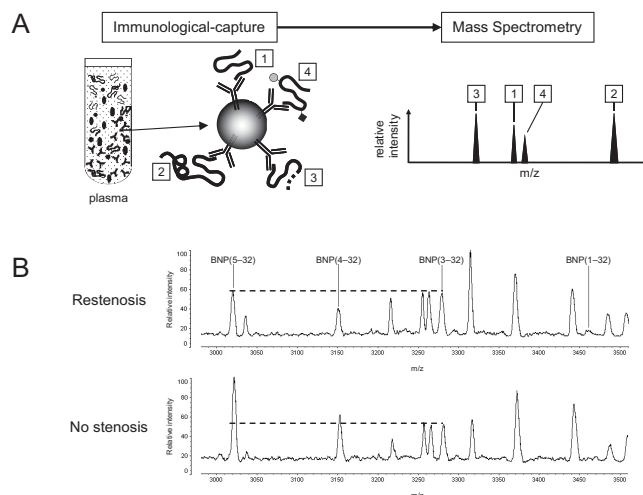 A
Immunological-capture
Mass Spectrometry
1
4
2
3
plasma
3
1
4
2
relative
intensity
m/z
B
BNP(5–32)
BNP(4–32)
BNP(3–32)
BNP(1–32)
Restenosis
Relative intensity
100
80
60
40
20
0
3000
3050
3100
3150
3200
3250
3300
3350
3400
3450
3500
m/z
No stenosis
Relative intensity
100
80
60
40
20
0
3000
3050
3100
3150
3200
3250
3300
3350
3400
3450
3500
m/z